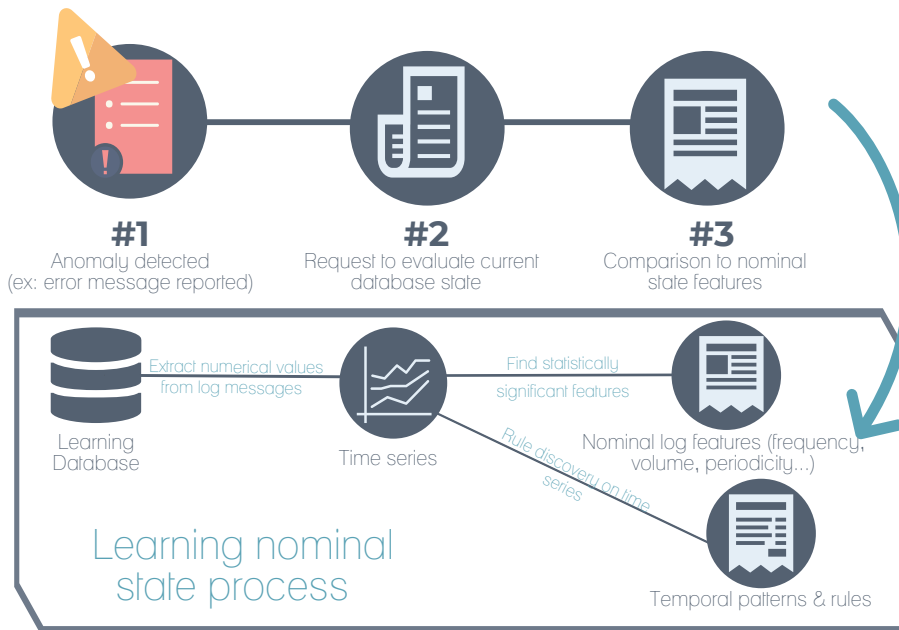 #1
Anomaly detected
(ex: error message reported)
#2
Request to evaluate current
database state
#3
Comparison to nominal
state features
Extract numerical values
from log messages
Find statistically
significant features
Learning
Database
Time series
Nominal log features (frequency,
volume, periodicity...)
Rule discovery on time
series
Learning nominal
state process
Temporal patterns & rules